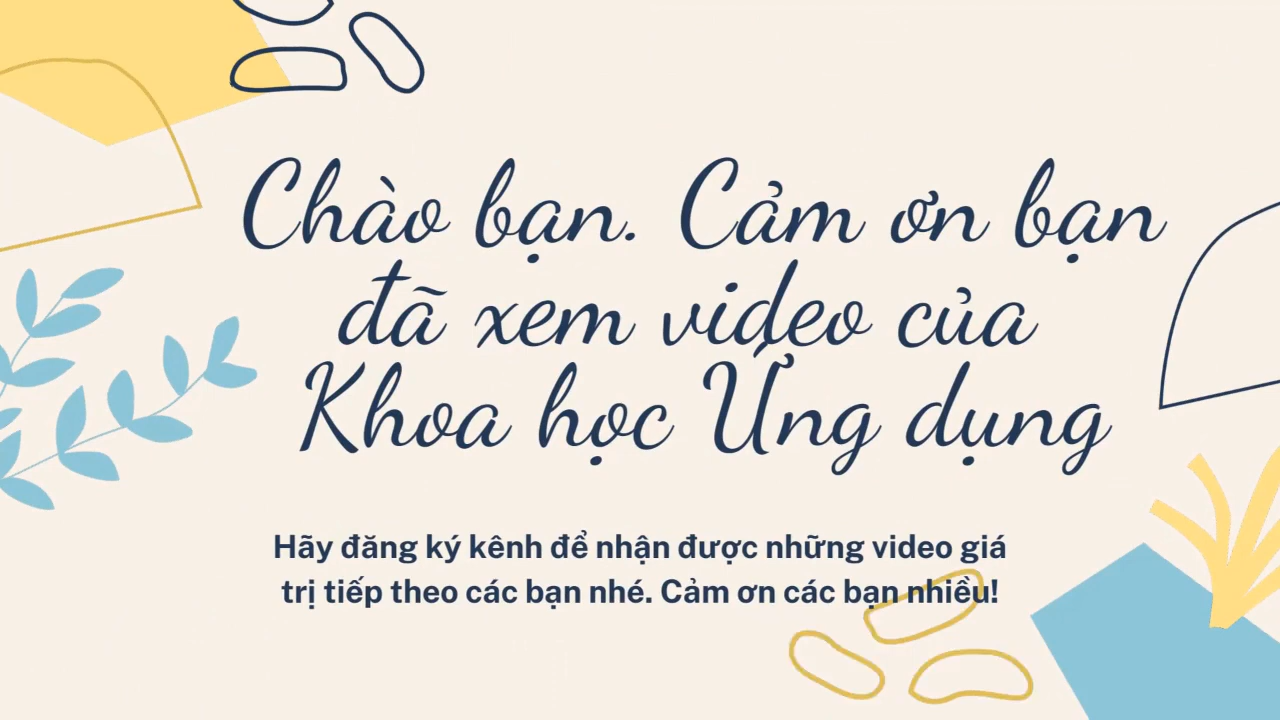 Chào bạn. Cảm ơn bạn
đã xem video của
Khoa học Ứng dụng
Hãy đăng ký kênh để nhận được những video giá
trị tiếp theo các bạn nhé. Cảm ơn các bạn nhiều!